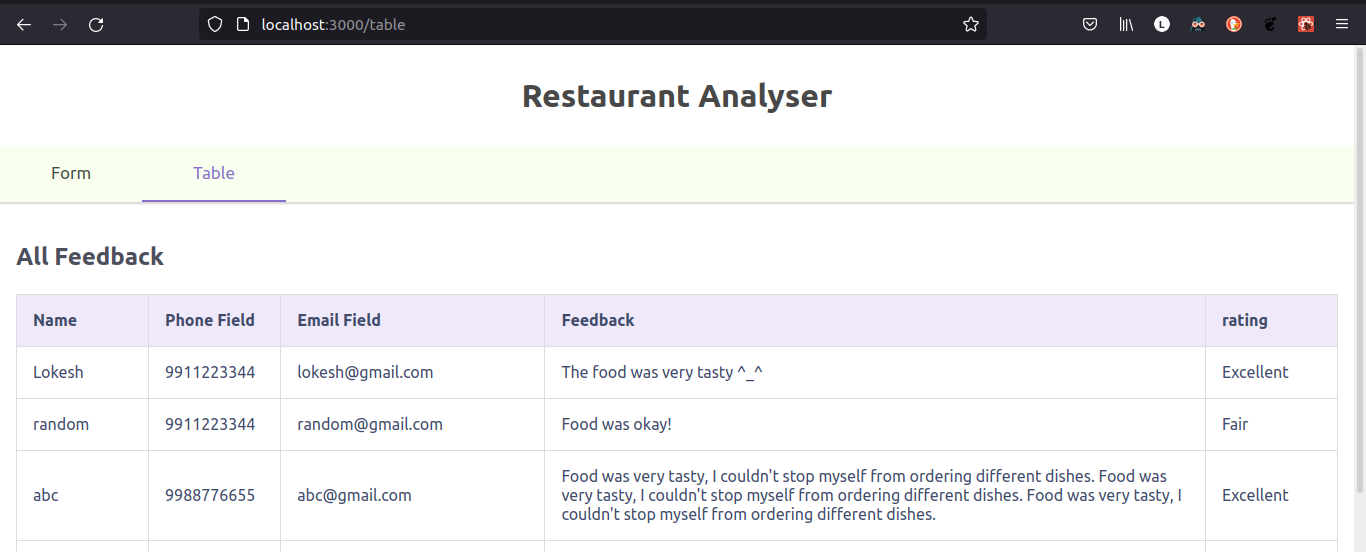 localhost:3000/table
L
Restaurant Analyser
Form Table
All Feedback
Name Phone Field Email Field Feedback rating
Lokesh 9911223344 lokesh@gmail.com The food was very tasty ^_^ Excellent
random 9911223344 random@gmail.com Food was okay! Fair
abc 9988776655 abc@gmail.com Food was very tasty, I couldn't stop myself from ordering different dishes. Food was
very tasty, I couldn't stop myself from ordering different dishes. Food was very tasty, I
couldn't stop myself from ordering different dishes. Excellent